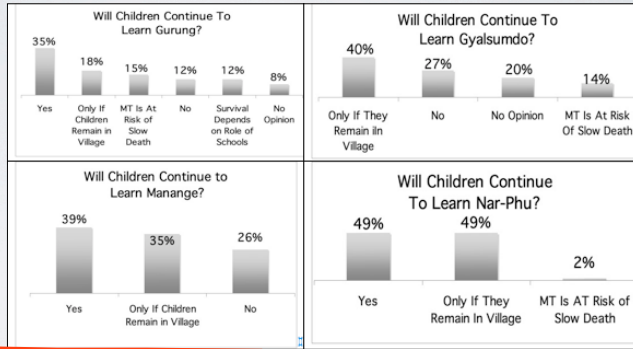 Will Children Continue To
Learn Gurung?
35%
18%
15%
12%
12%
8%
Yes
Only If
Children
Remain in
Village
MT Is At
Risk of
Slow
Death
No
Survival
Depends
on Role of
Schools
No
Opinion
Will Children Continue To
Learn Gyalsumdo?
40%
27%
20%
14%
Only If They
Remain iIn
Village
No
No Opinion
MT Is At Risk
Of Slow Death
Will Children Continue to
Learn Manange?
39%
35%
26%
Yes
Only If Children
Remain in Village
No
Will Children Continue
To Learn Nar-Phu?
49%
49%
2%
Yes
Only If They
Remain In Village
MT Is AT Risk of
Slow Death